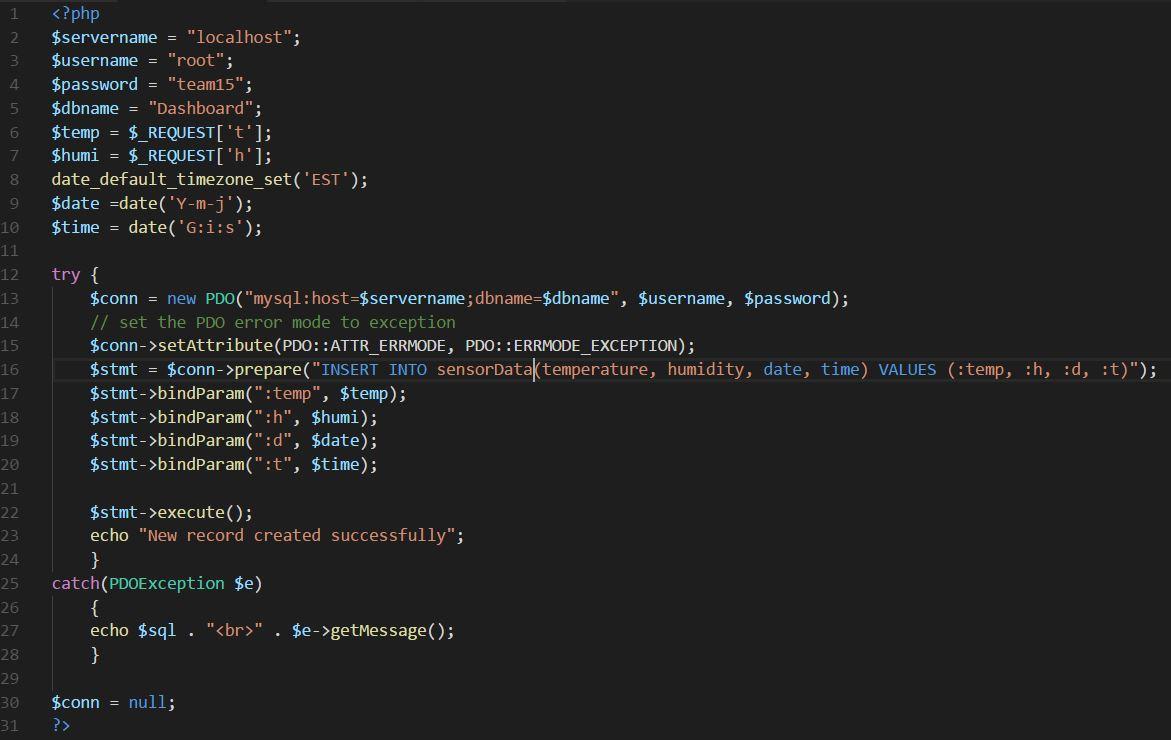 1 <?php
2 $servername = "localhost";
3 $username = "root";
4 $password = "team15";
5 $dbname = "Dashboard";
6 $temp = $_REQUEST['t'];
7 $humi = $_REQUEST['h'];
8 date_default_timezone_set('EST');
9 $date =date('Y-m-j');
10 $time = date('G:i:s');
11
12 try {
13 $conn = new PDO("mysql:host=$servername;dbname=$dbname", $username, $password);
14 // set the PDO error mode to exception
15 $conn->setAttribute(PDO::ATTR_ERRMODE, PDO::ERRMODE_EXCEPTION);
16 $stmt = $conn->prepare("INSERT INTO sensorData(temperature, humidity, date, time) VALUES (:temp, :h, :d, :t)");
17 $stmt->bindParam(":temp", $temp);
18 $stmt->bindParam(":h", $humi);
19 $stmt->bindParam(":d", $date);
20 $stmt->bindParam(":t", $time);
21
22 $stmt->execute();
23 echo "New record created successfully";
24 }
25 catch(PDOException $e)
26 {
27 echo $sql . "<br>" . $e->getMessage();
28 }
29
30 $conn = null;
31 ?>